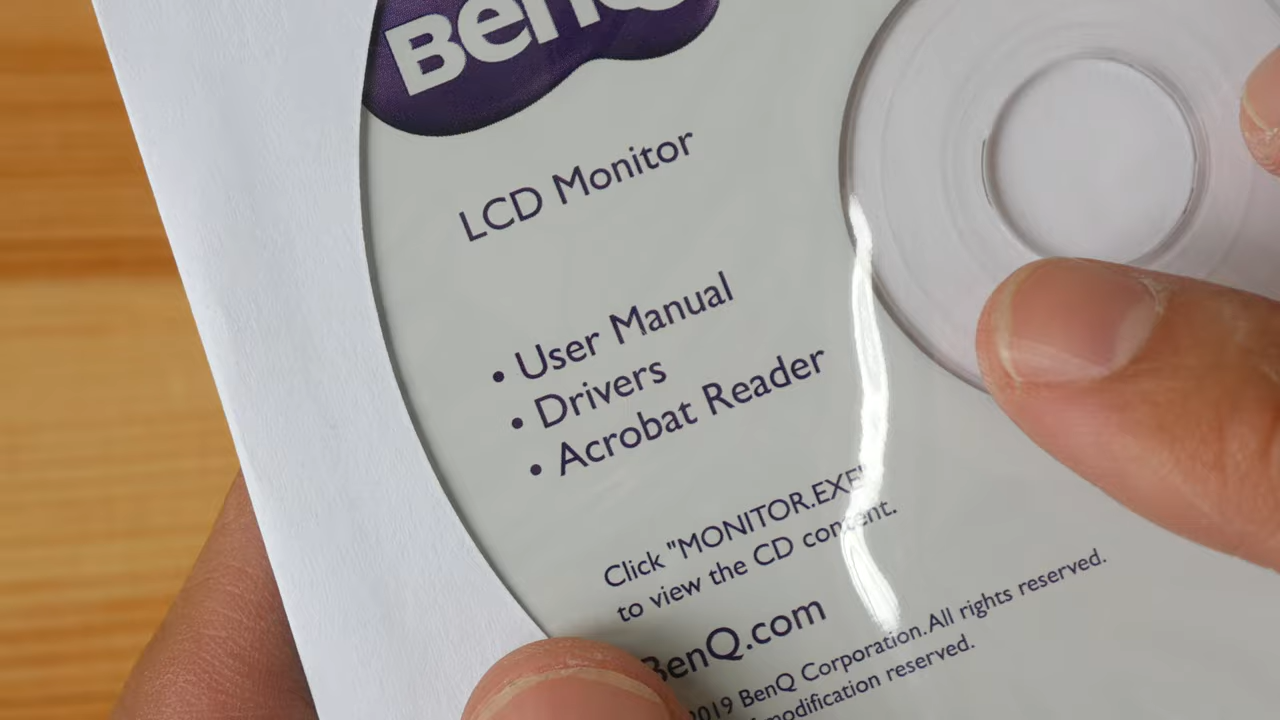 BenQ
LCD Monitor
• User Manual
• Drivers
• Acrobat Reader
Click "MONITOR.EXE"
to view the CD content.
BenQ.com
2019 BenQ Corporation. All rights reserved.
modification reserved.